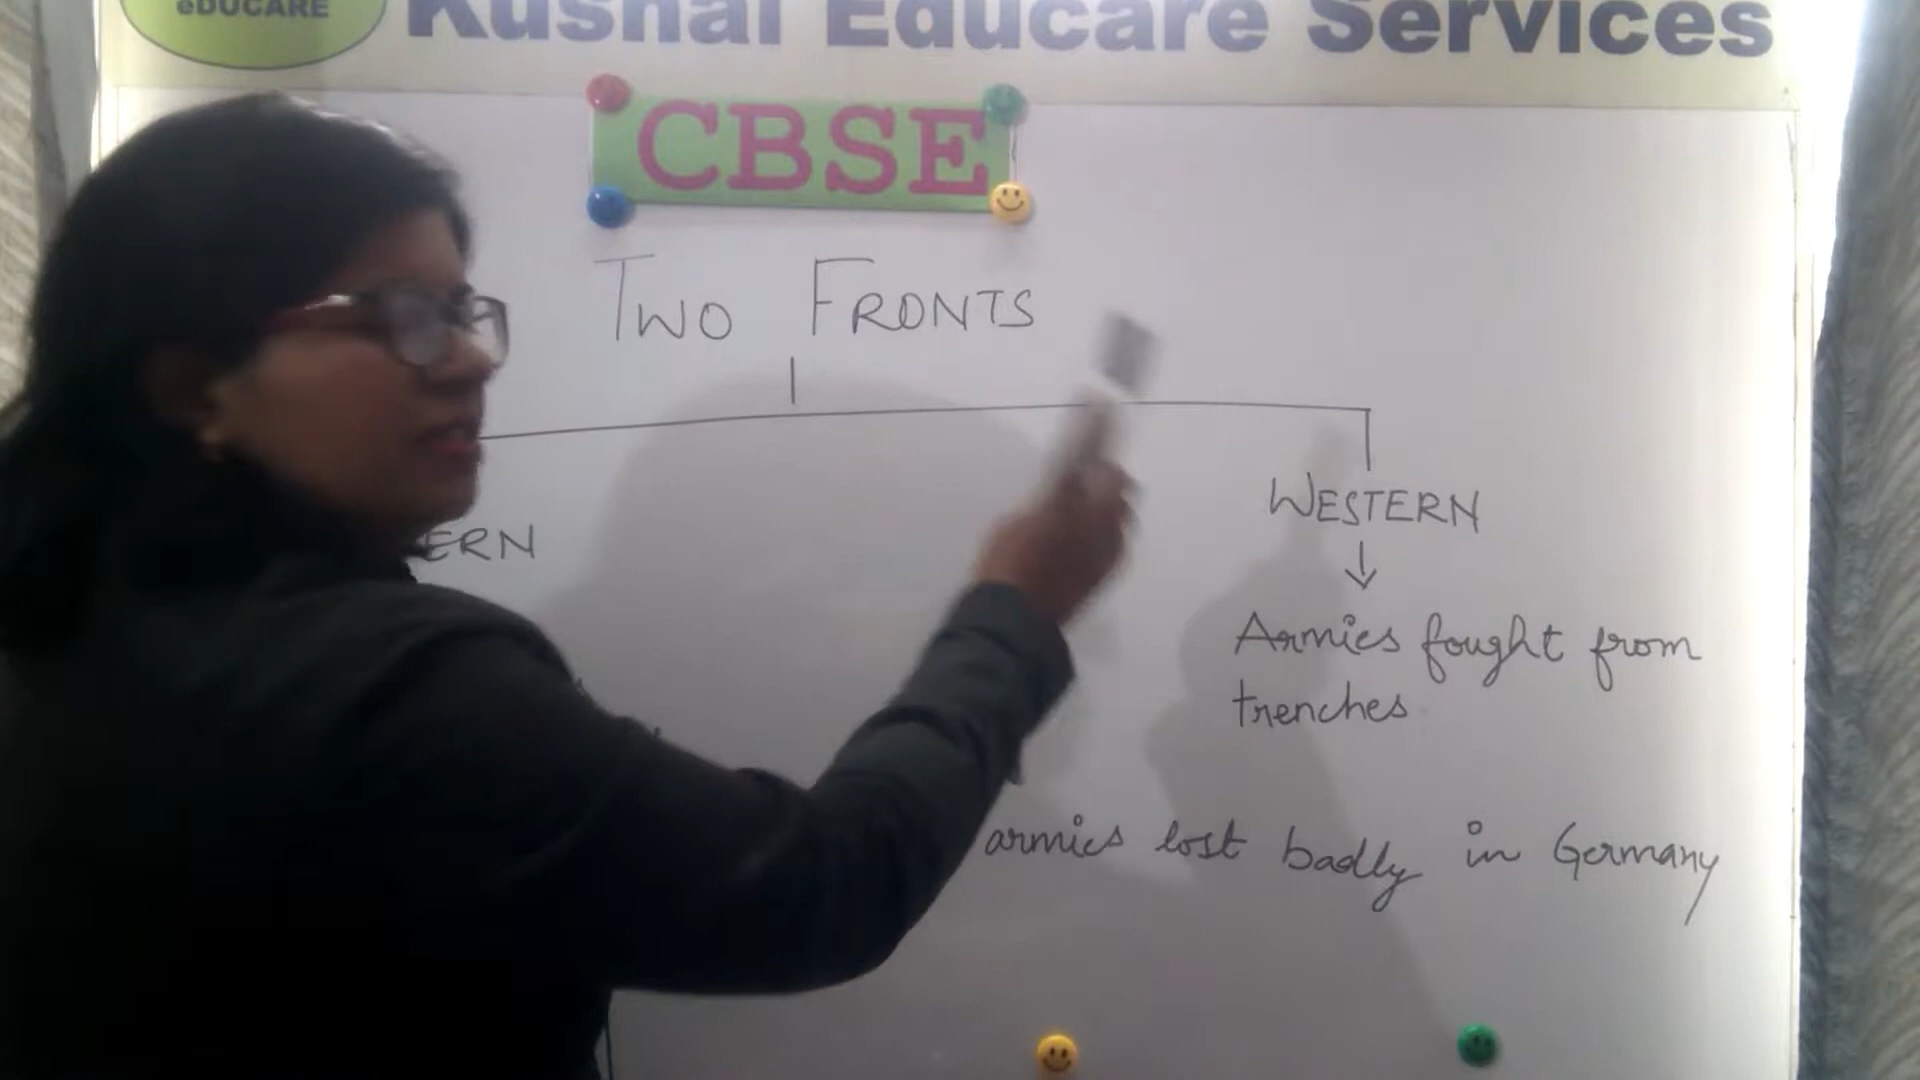 eDUCARE
Kushal Educare Services
CBSE
TWO FRONTS
ERN
WESTERN
Armies fought from
trenches
armies lost badly in Germany